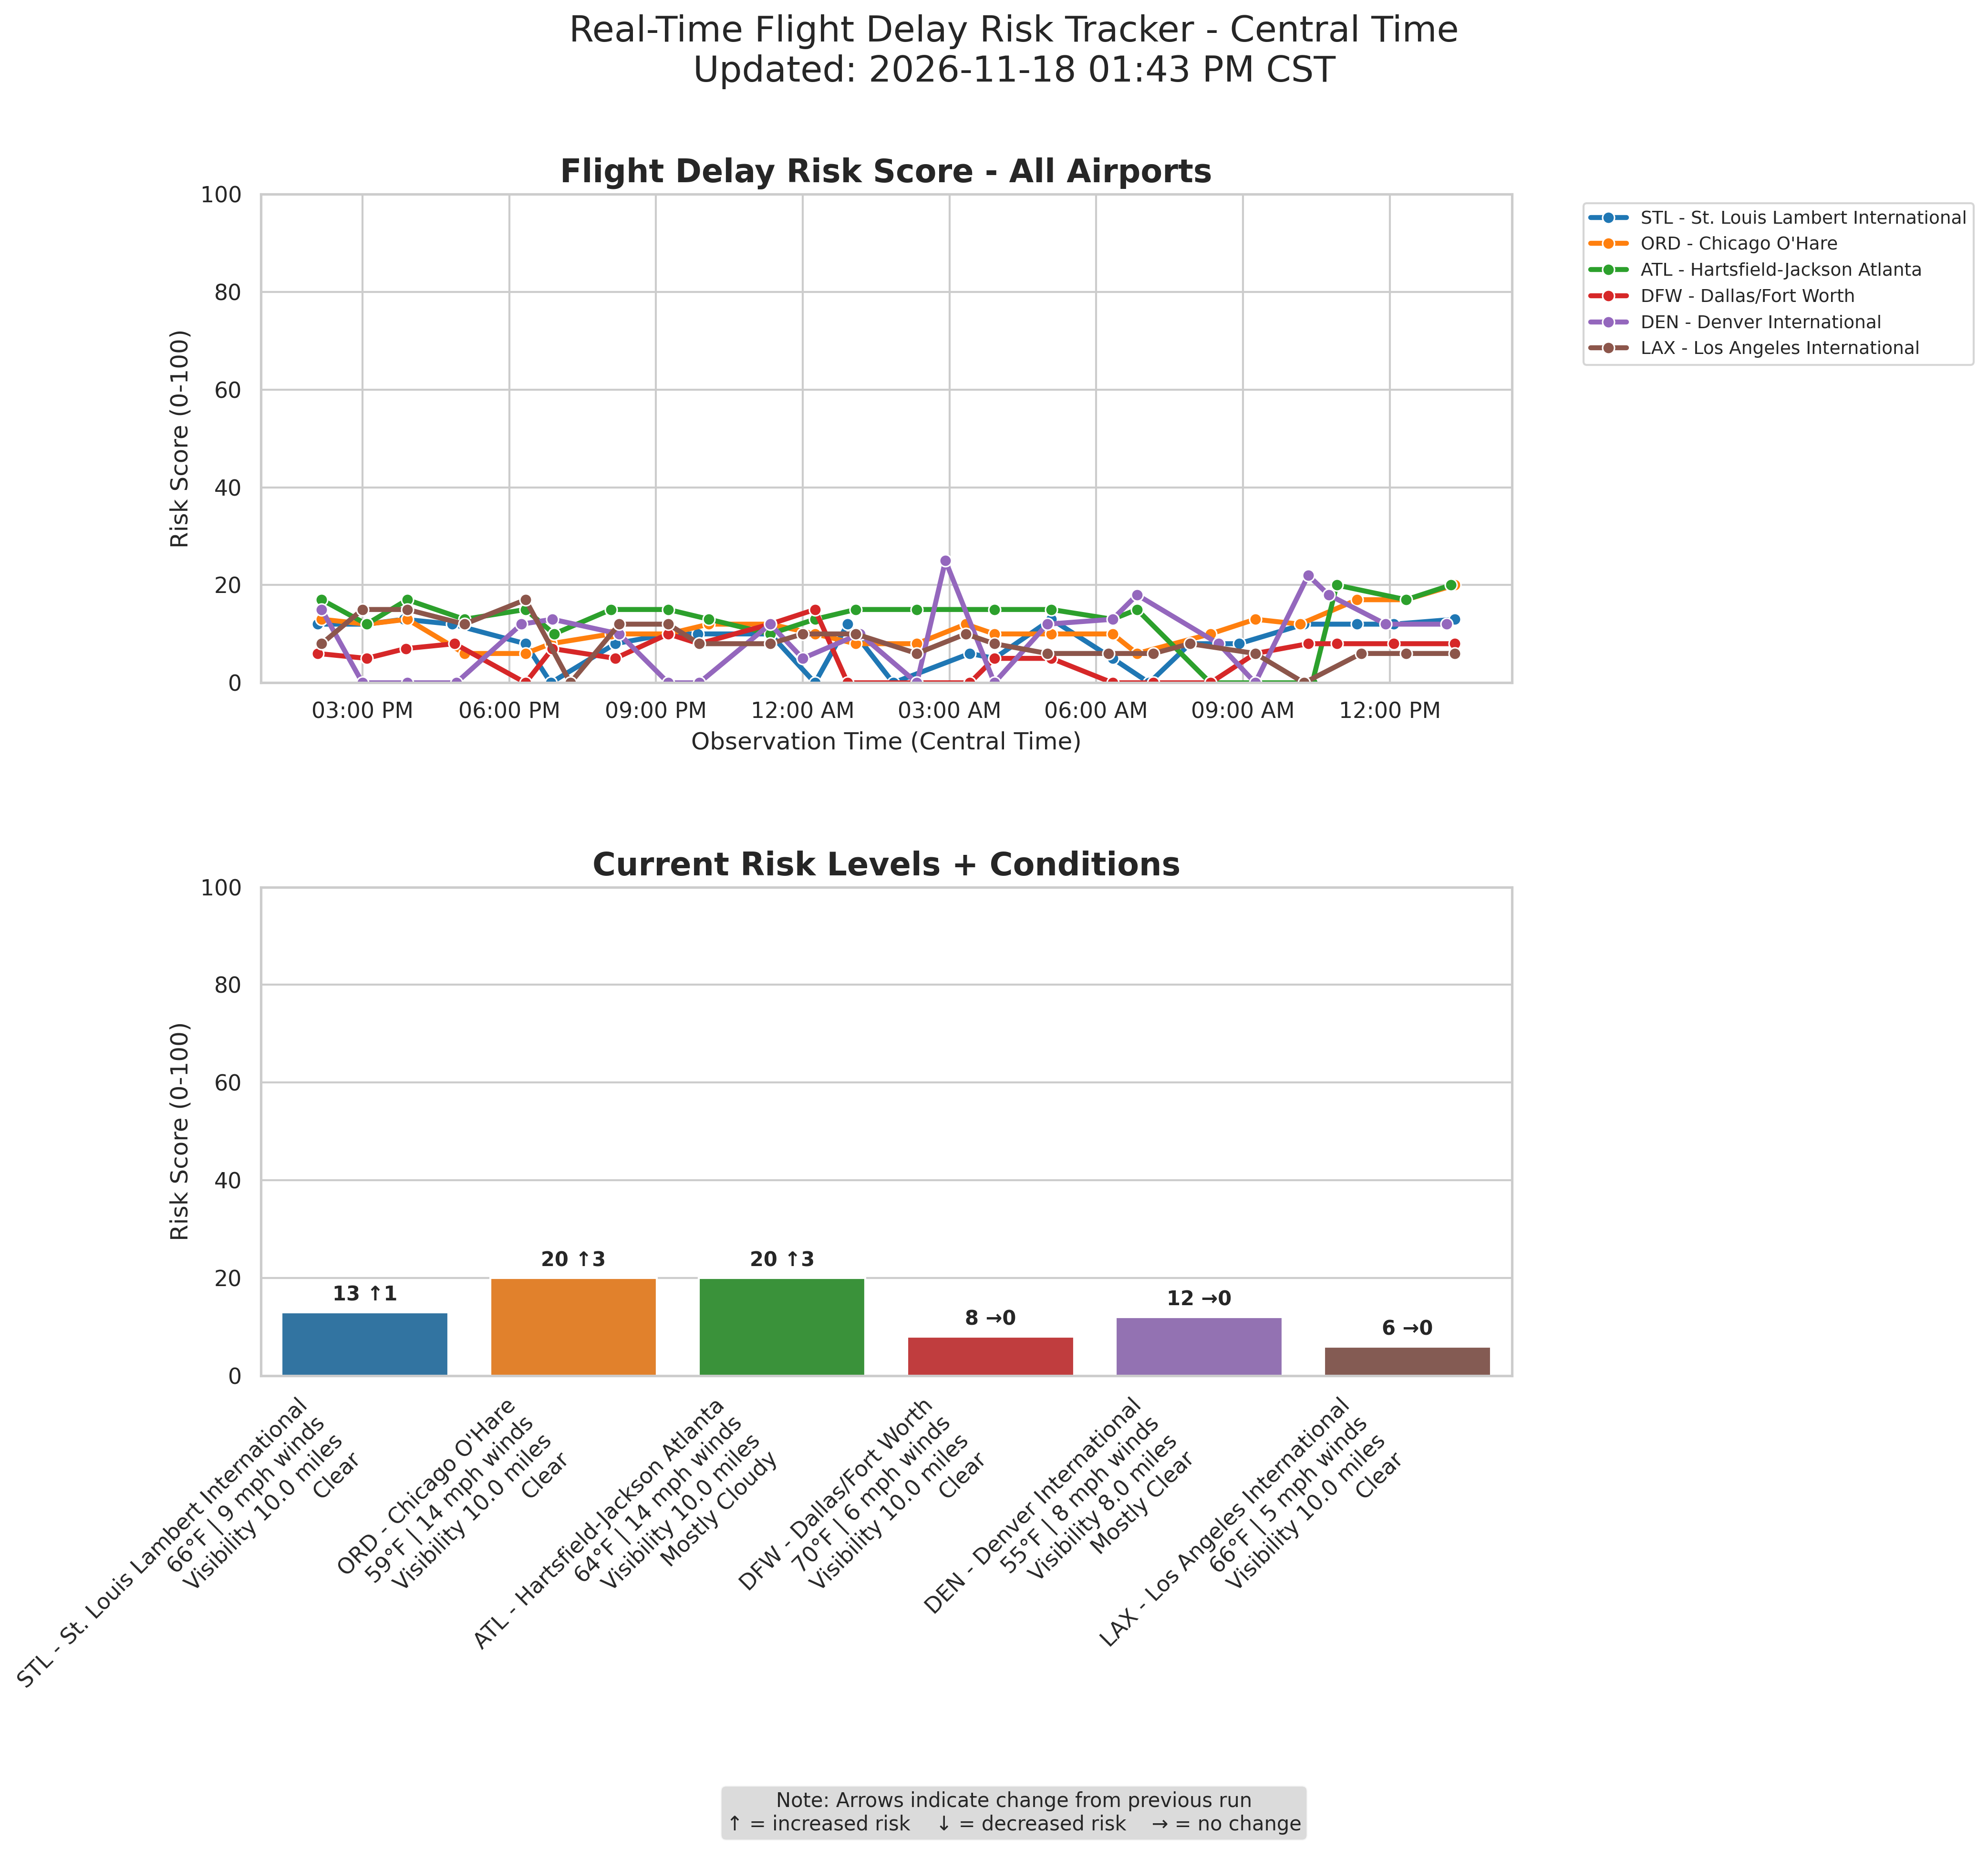 Real-Time Flight Delay Risk Tracker - Central Time
Updated: 2026-11-18 01:43 PM CST
Flight Delay Risk Score - All Airports
Risk Score (0-100)
100
80
60
40
20
0
03:00 PM
06:00 PM
09:00 PM
12:00 AM
03:00 AM
06:00 AM
09:00 AM
12:00 PM
Observation Time (Central Time)
STL - St. Louis Lambert International
ORD - Chicago O'Hare
ATL - Hartsfield-Jackson Atlanta
DFW - Dallas/Fort Worth
DEN - Denver International
LAX - Los Angeles International
Current Risk Levels + Conditions
Risk Score (0-100)
100
80
60
40
20
0
13 ↑1
20 ↑3
20 ↑3
8 →0
12 →0
6 →0
STL - St. Louis Lambert International
66°F | 9 mph winds
Visibility 10.0 miles
Clear
ORD - Chicago O'Hare
59°F | 14 mph winds
Visibility 10.0 miles
Clear
ATL - Hartsfield-Jackson Atlanta
64°F | 14 mph winds
Visibility 10.0 miles
Mostly Cloudy
DFW - Dallas/Fort Worth
70°F | 6 mph winds
Visibility 10.0 miles
Clear
DEN - Denver International
55°F | 8 mph winds
Visibility 8.0 miles
Mostly Clear
LAX - Los Angeles International
66°F | 5 mph winds
Visibility 10.0 miles
Clear
Note: Arrows indicate change from previous run
↑ = increased risk    ↓ = decreased risk    → = no change